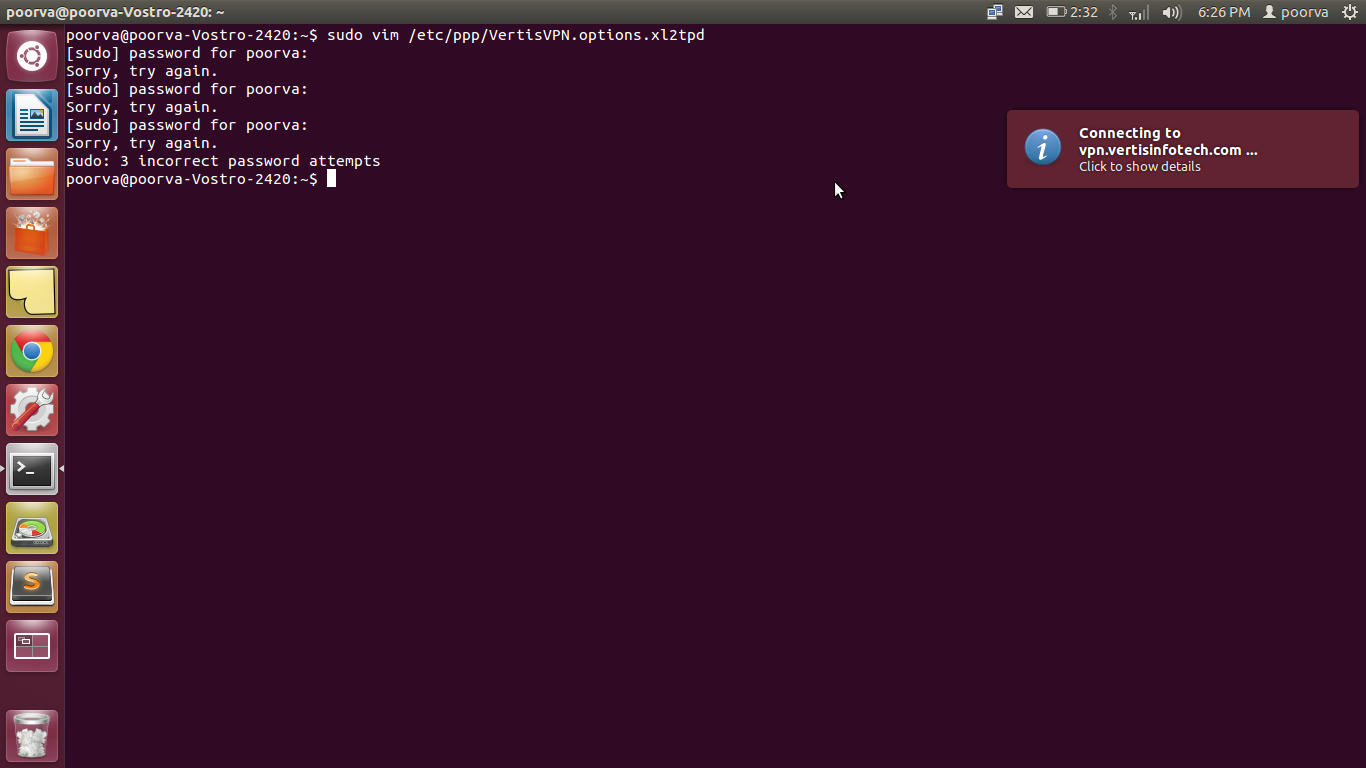 poorva@poorva-Vostro-2420: ~
2:32
6:26 PM
poorva
poorva@poorva-Vostro-2420:~$ sudo vim /etc/ppp/VertisVPN.options.xl2tpd
[sudo] password for poorva:
Sorry, try again.
[sudo] password for poorva:
Sorry, try again.
[sudo] password for poorva:
Sorry, try again.
sudo: 3 incorrect password attempts
poorva@poorva-Vostro-2420:~$
Connecting to
vpn.vertisinfotech.com ...
Click to show details